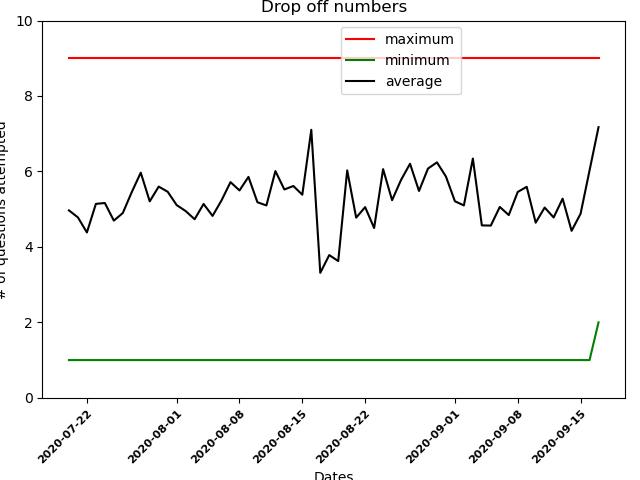 Drop off numbers
maximum
minimum
average
# of questions attempted
10
8
6
4
2
0
2020-07-22
2020-08-01
2020-08-08
2020-08-15
2020-08-22
2020-09-01
2020-09-08
2020-09-15
Dates